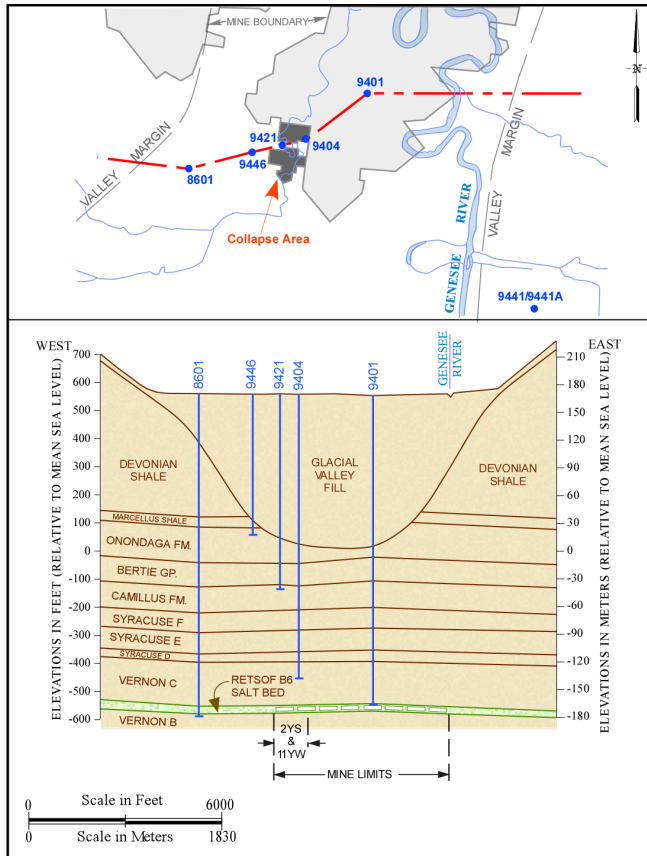 MINE BOUNDARY
N
9401
9421
9404
9446
8601
VALLEY MARGIN
Collapse Area
MARGIN
VALLEY
GENESEE RIVER
9441/9441A
WEST
EAST
8601
9446
9421
9404
9401
GENESEE
RIVER
ELEVATIONS IN FEET (RELATIVE TO MEAN SEA LEVEL)
700
600
500
400
300
200
100
0
-100
-200
-300
-400
-500
-600
210
180
160
120
90
60
30
0
-30
-60
-90
-120
-150
-180
ELEVATIONS IN METERS (RELATIVE TO MEAN SEA LEVEL)
DEVONIAN
SHALE
GLACIAL
VALLEY
FILL
DEVONIAN
SHALE
MARCELLUS SHALE
ONONDAGA FM.
BERTIE GP.
CAMILLUS FM.
SYRACUSE F
SYRACUSE E
SYRACUSE D
VERNON C
RETSOF B6
SALT BED
VERNON B
2YS
&
11YW
MINE LIMITS
0 6000
Scale in Feet
Scale in Meters
0 1830